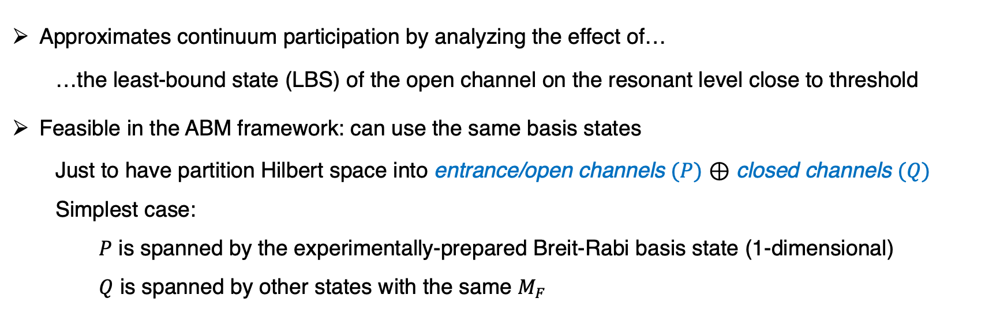 ➢ Approximates continuum participation by analyzing the effect of…
…the least-bound state (LBS) of the open channel on the resonant level close to threshold
➢ Feasible in the ABM framework: can use the same basis states
Just to have partition Hilbert space into entrance/open channels (P) ⊕ closed channels (Q)
Simplest case:
P is spanned by the experimentally-prepared Breit-Rabi basis state (1-dimensional)
Q is spanned by other states with the same M_F